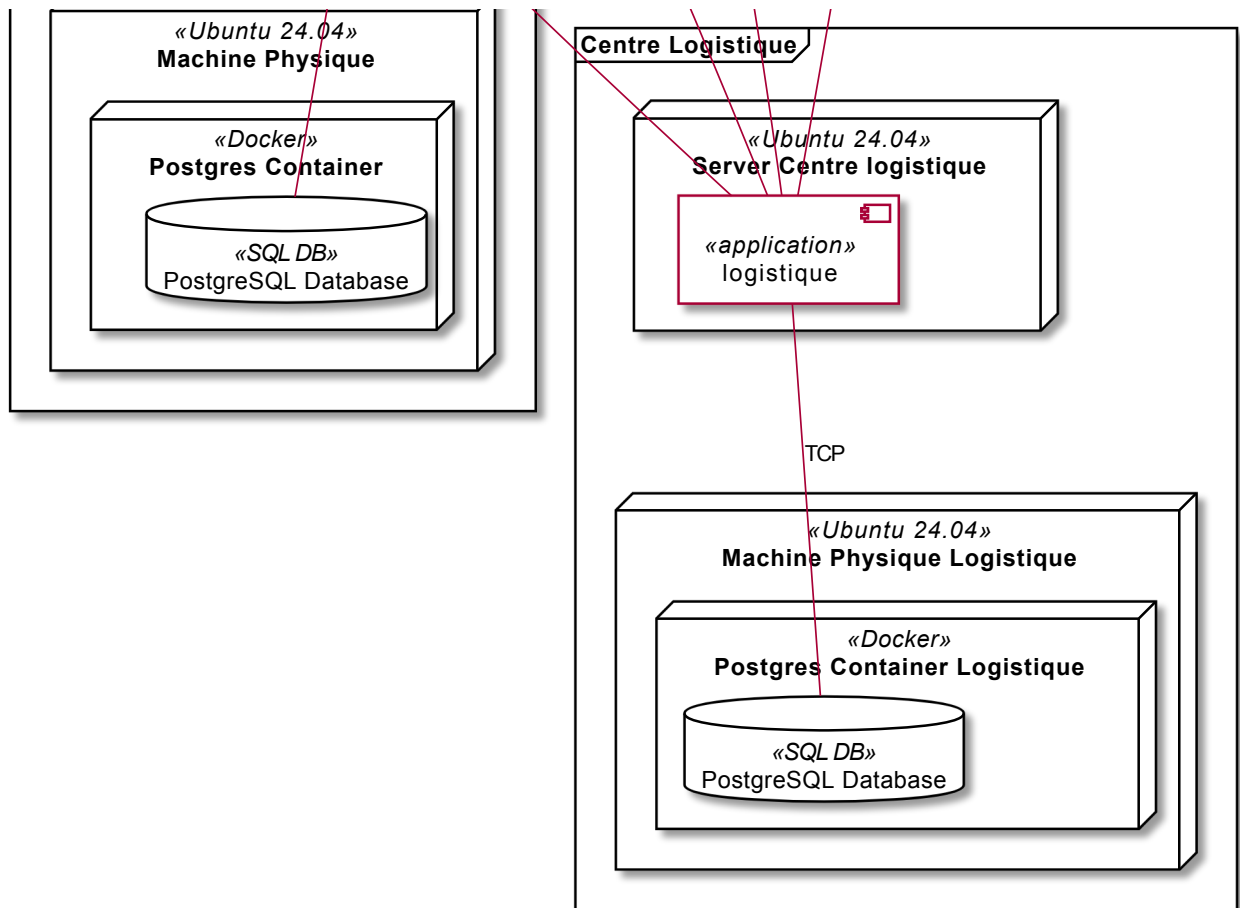 «Ubuntu 24.04»
Machine Physique
«Docker»
Postgres Container
«SQL DB»
PostgreSQL Database
Centre Logistique
«Ubuntu 24.04»
Server Centre logistique
«application»
logistique
TCP
«Ubuntu 24.04»
Machine Physique Logistique
«Docker»
Postgres Container Logistique
«SQL DB»
PostgreSQL Database